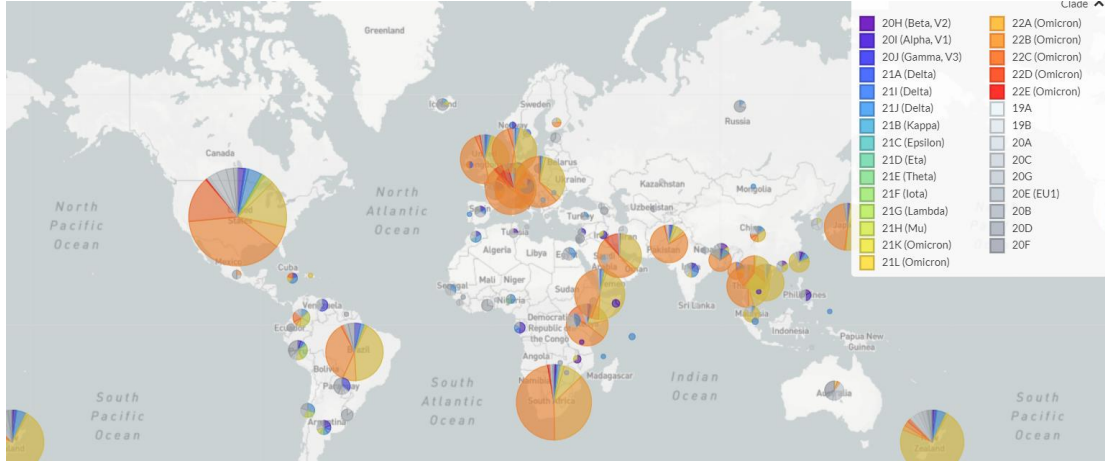 Clade
20H (Beta, V2)
20I (Alpha, V1)
20J (Gamma, V3)
21A (Delta)
21I (Delta)
21J (Delta)
21B (Kappa)
21C (Epsilon)
21D (Eta)
21E (Theta)
21F (Iota)
21G (Lambda)
21H (Mu)
21K (Omicron)
21L (Omicron)
22A (Omicron)
22B (Omicron)
22C (Omicron)
22D (Omicron)
22E (Omicron)
19A
19B
20A
20C
20G
20E (EU1)
20B
20D
20F
Greenland
Iceland
Sweden
Russia
Canada
Belarus
Ukraine
Kazakhstan
Mongolia
North
Pacific
Ocean
North
Atlantic
Ocean
Uzbekistan
Turkey
Tunisia
Algeria
Libya
Pakistan
Mexico
Cuba
Mali
Niger
Sudan
Oman
Senegal
Nigeria
Sri Lanka
Philippines
Venezuela
Ecuador
Democratic
Republic of
the Congo
Malaysia
Indonesia
Papua New
Guinea
Brazil
Bolivia
Paraguay
Angola
Namibia
Madagascar
South Africa
Australia
Argentina
South
Pacific
Ocean
South
Atlantic
Ocean
Indian
Ocean
South
Pacific
Ocean